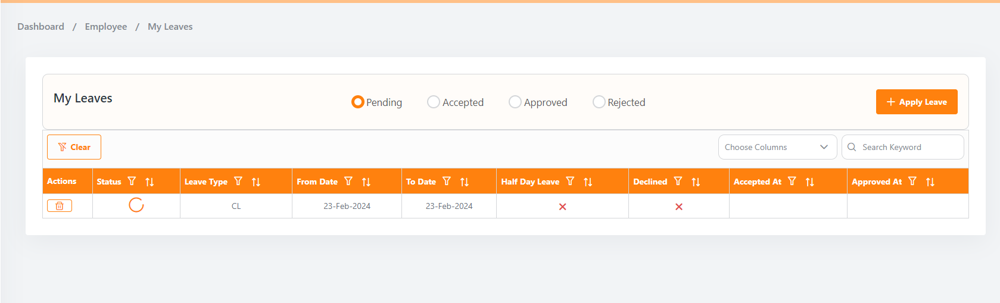 Dashboard / Employee / My Leaves
My Leaves Pending Accepted Approved Rejected + Apply Leave
Clear Choose Columns Search Keyword
Actions Status Leave Type From Date To Date Half Day Leave Declined Accepted At Approved At
CL 23-Feb-2024 23-Feb-2024